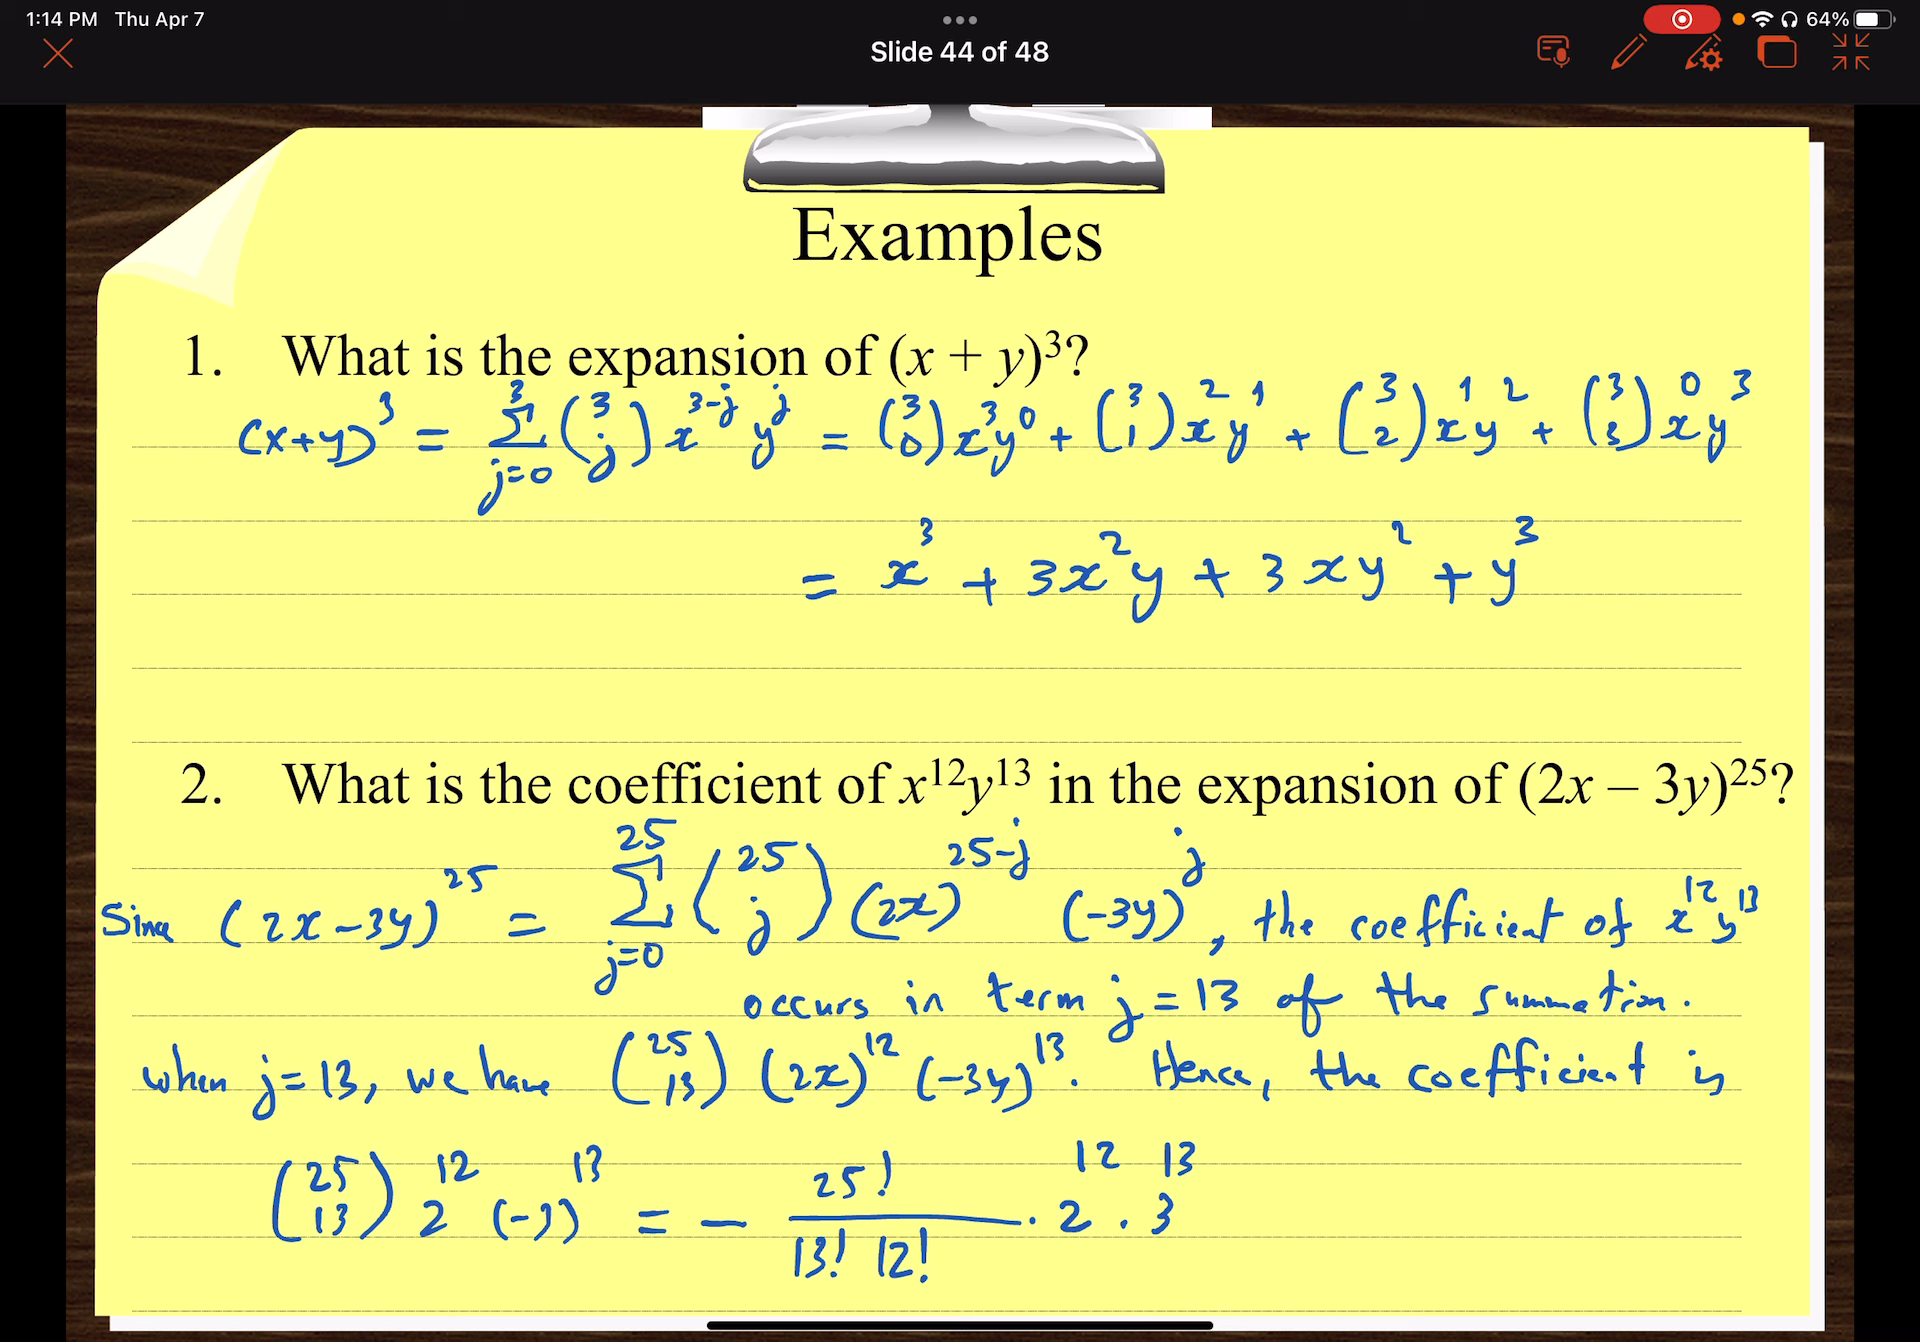 1:14 PM Thu Apr 7
64%
Slide 44 of 48
Examples
1. What is the expansion of (x + y)³?
(x+y)³ = Σ_{j=0}^{3} (3 j) x^{3-j} y^j = (3 0) x³y⁰ + (3 1) x²y¹ + (3 2) x¹y² + (3 3) x⁰y³
= x³ + 3x²y + 3xy² + y³
2. What is the coefficient of x¹²y¹³ in the expansion of (2x – 3y)²⁵?
Since (2x-3y)²⁵ = Σ_{j=0}^{25} (25 j) (2x)^{25-j} (-3y)^j, the coefficient of x¹²y¹³
occurs in term j = 13 of the summation.
when j=13, we have (25 13) (2x)¹² (-3y)¹³. Hence, the coefficient is
(25 13) 2¹² (-3)¹³ = - 25!/(13! 12!) · 2¹² · 3¹³